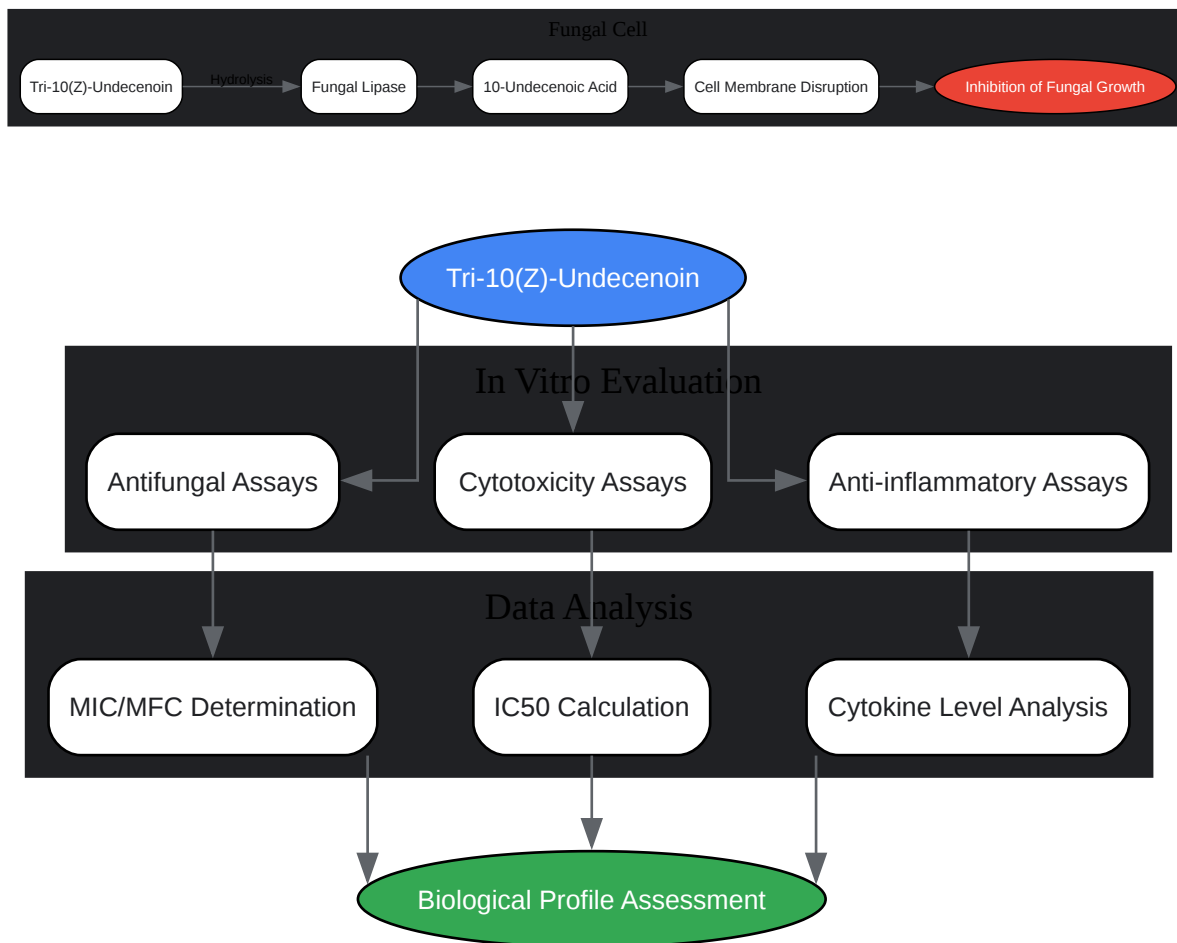 Fungal Cell
Tri-10(Z)-Undecenoin
Hydrolysis
Fungal Lipase
10-Undecenoic Acid
Cell Membrane Disruption
Inhibition of Fungal Growth
Tri-10(Z)-Undecenoin
In Vitro Evaluation
Antifungal Assays
Cytotoxicity Assays
Anti-inflammatory Assays
Data Analysis
MIC/MFC Determination
IC50 Calculation
Cytokine Level Analysis
Biological Profile Assessment